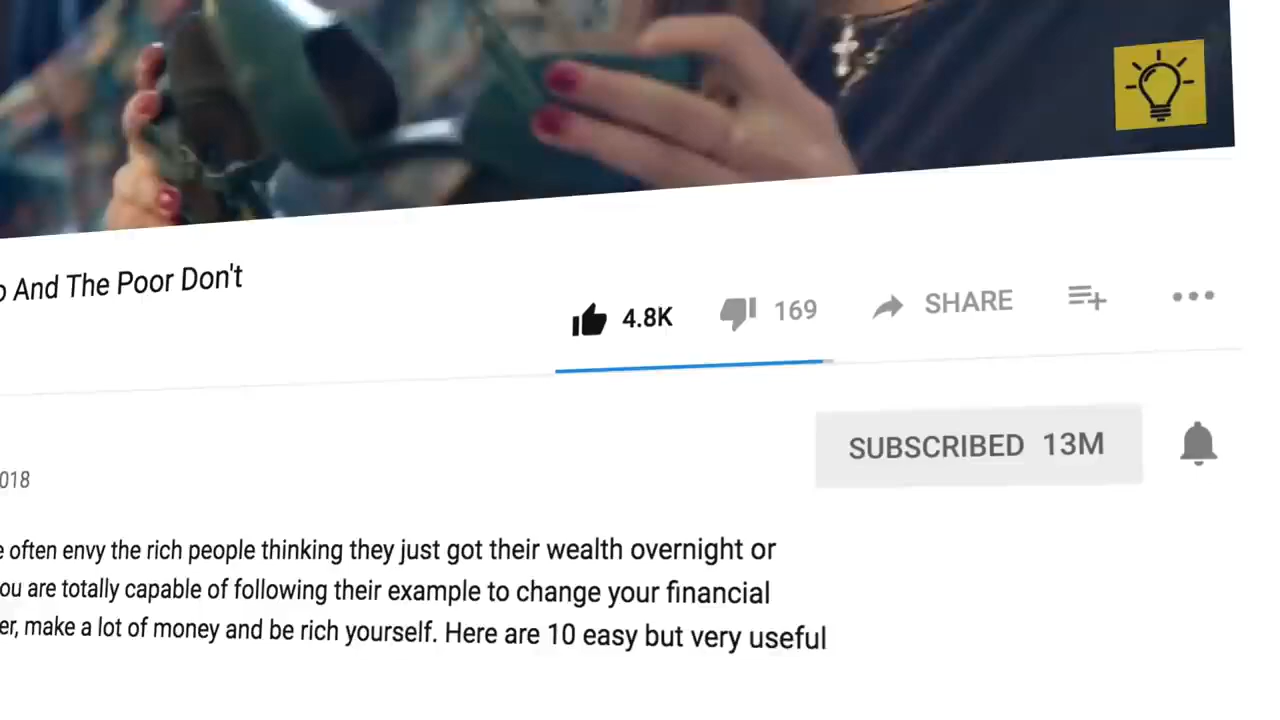 And The Poor Don't
4.8K 169 SHARE
SUBSCRIBED 13M
018
often envy the rich people thinking they just got their wealth overnight or
ou are totally capable of following their example to change your financial
er, make a lot of money and be rich yourself. Here are 10 easy but very useful